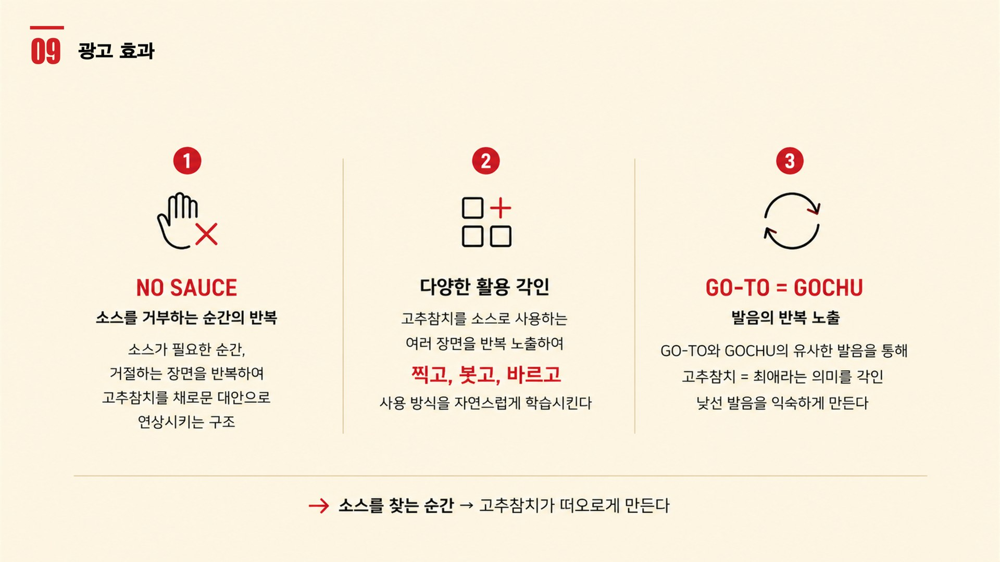 09 광고 효과
1
NO SAUCE
소스를 거부하는 순간의 반복
소스가 필요한 순간,
거절하는 장면을 반복하여
고추참치를 채로문 대안으로
연상시키는 구조
2
다양한 활용 각인
고추참치를 소스로 사용하는
여러 장면을 반복 노출하여
찍고, 붓고, 바르고
사용 방식을 자연스럽게 학습시킨다
3
GO-TO = GOCHU
발음의 반복 노출
GO-TO와 GOCHU의 유사한 발음을 통해
고추참치 = 최애라는 의미를 각인
낮선 발음을 익숙하게 만든다
→ 소스를 찾는 순간 → 고추참치가 떠오로게 만든다